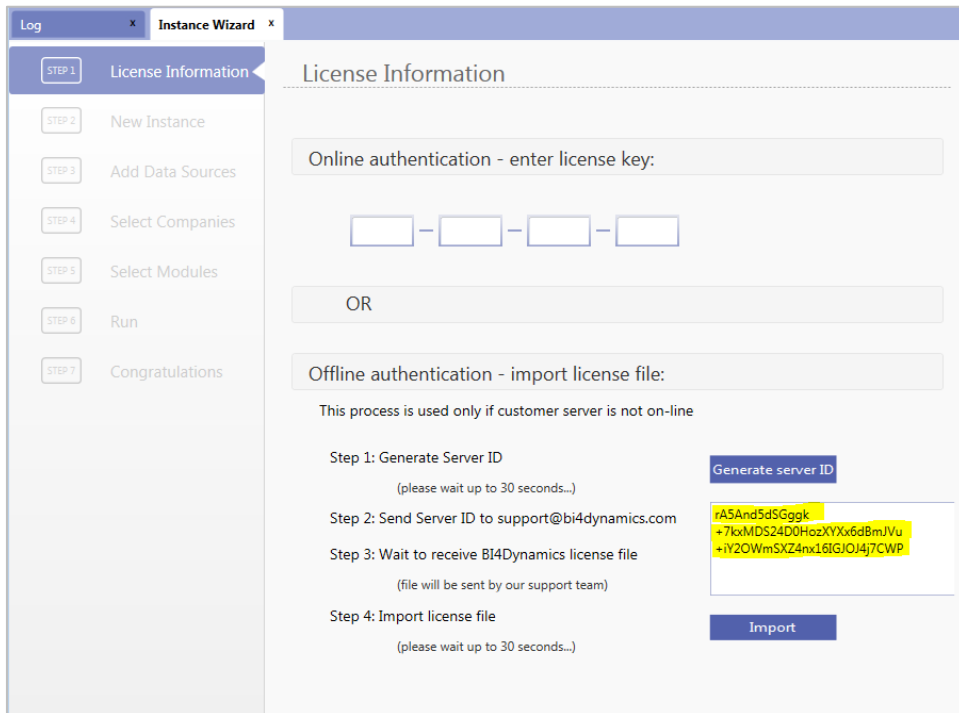 Log x Instance Wizard x
STEP 1 License Information
STEP 2 New Instance
STEP 3 Add Data Sources
STEP 4 Select Companies
STEP 5 Select Modules
STEP 6 Run
STEP 7 Congratulations
License Information
Online authentication - enter license key:
OR
Offline authentication - import license file:
This process is used only if customer server is not on-line
Step 1: Generate Server ID
Generate server ID
(please wait up to 30 seconds...)
Step 2: Send Server ID to support@bi4dynamics.com
rA5And5dSGggk
+7kxMDS24D0HozXYXx6dBmJVu
+iY2OWmSXZ4nx16IGJOJ4j7CWP
Step 3: Wait to receive BI4Dynamics license file
(file will be sent by our support team)
Step 4: Import license file
Import
(please wait up to 30 seconds...)